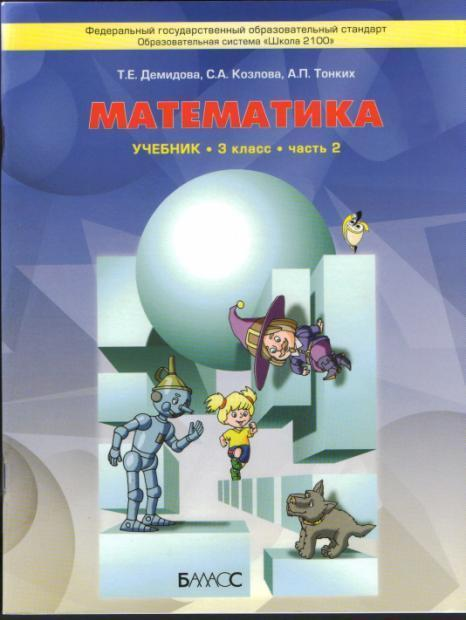 Федеральный государственный образовательный стандарт
Образовательная система «Школа 2100»
Т.Е. Демидова, С.А. Козлова, А.П. Тонких
МАТЕМАТИКА
УЧЕБНИК • 3 класс • часть 2
БАЛАСС